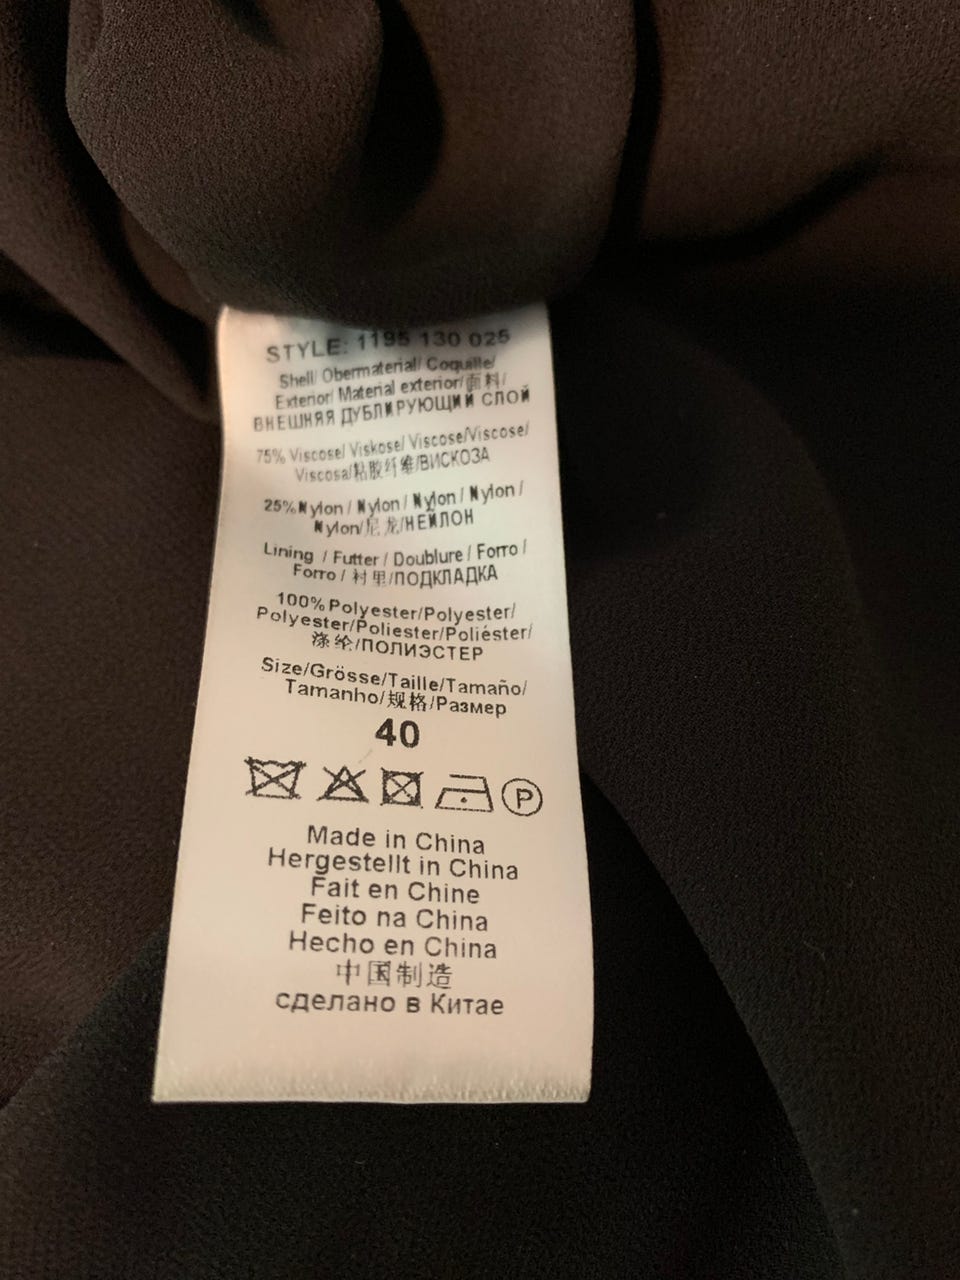 STYLE: 1195 130 025
Shell/ Obermaterial/ Coquille/
Exterior/ Material exterior/面料/
ВНЕШНЯЯ ДУБЛИРУЮЩИЙ СЛОЙ
75% Viscose/ Viskose/ Viscose/Viscose/
Viscosa/粘胶纤维/ВИСКОЗА
25%Nylon / Nylon / Nylon / Nylon /
Nylon/尼龙/НЕЙЛОН
Lining / Futter / Doublure / Forro /
Forro / 衬里/ПОДКЛАДКА
100% Polyester/Polyester/
Polyester/Poliester/Poliéster/
涤纶/ПОЛИЭСТЕР
Size/Grösse/Taille/Tamaño/
Tamanho/规格/Размер
40
P
Made in China
Hergestellt in China
Fait en Chine
Feito na China
Hecho en China
中国制造
сделано в Китае